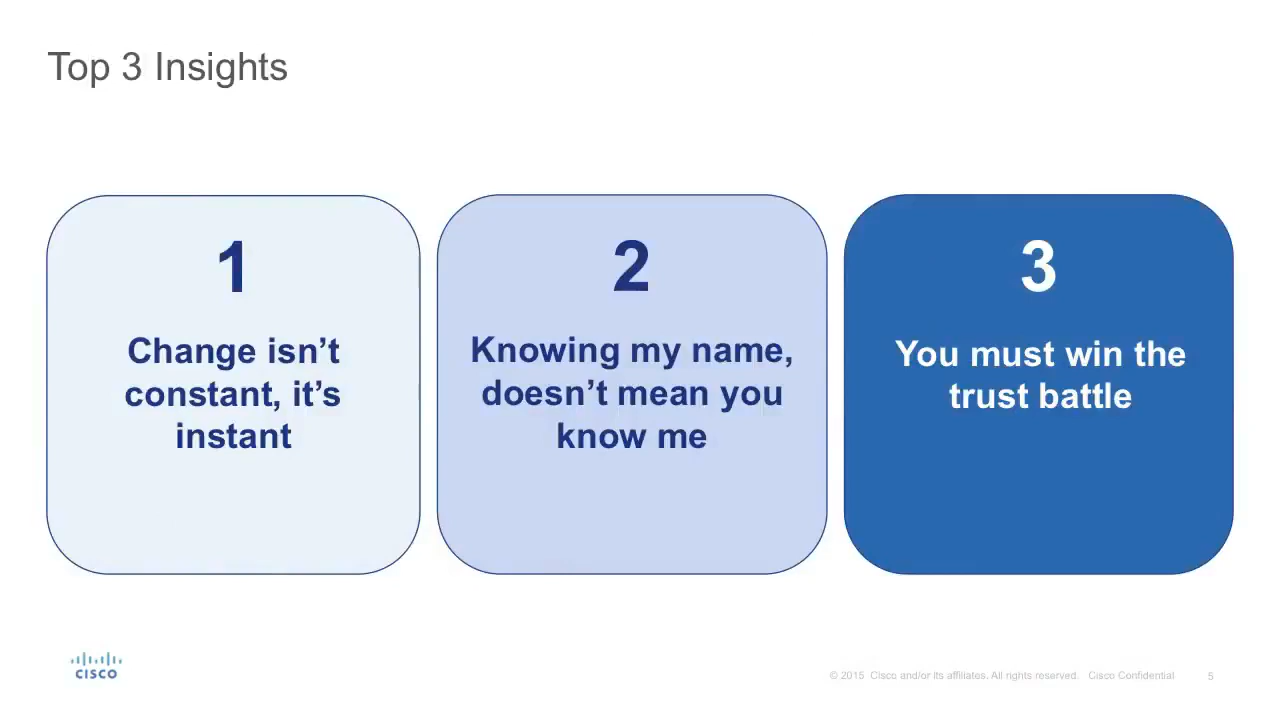 Top 3 Insights
1
Change isn’t
constant, it’s
instant
2
Knowing my name,
doesn’t mean you
know me
3
You must win the
trust battle
CISCO
© 2015 Cisco and/or its affiliates. All rights reserved. Cisco Confidential 5